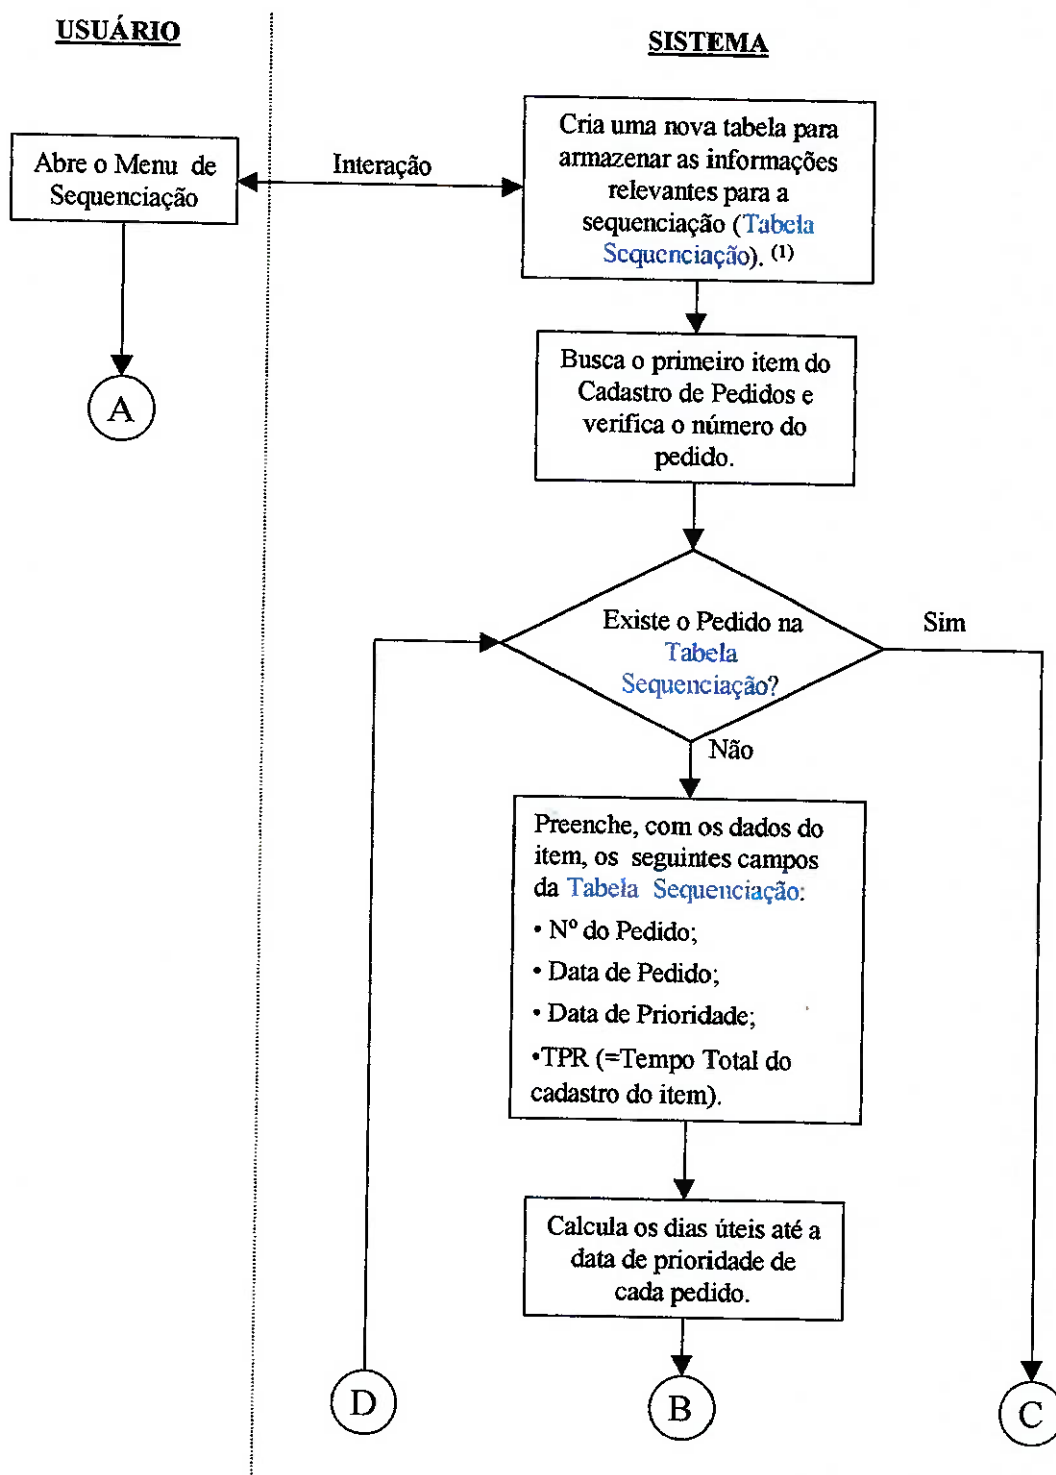 USUÁRIO
SISTEMA
Abre o Menu de
Sequenciação
Interação
Cria uma nova tabela para
armazenar as informações
relevantes para a
sequenciação (Tabela
Sequenciação). (1)
A
Busca o primeiro item do
Cadastro de Pedidos e
verifica o número do
pedido.
Existe o Pedido na
Tabela
Sequenciação?
Sim
Não
Preenche, com os dados do
item, os seguintes campos
da Tabela Sequenciação:
• Nº do Pedido;
• Data de Pedido;
• Data de Prioridade;
•TPR (=Tempo Total do
cadastro do item).
Calcula os dias úteis até a
data de prioridade de
cada pedido.
D
B
C